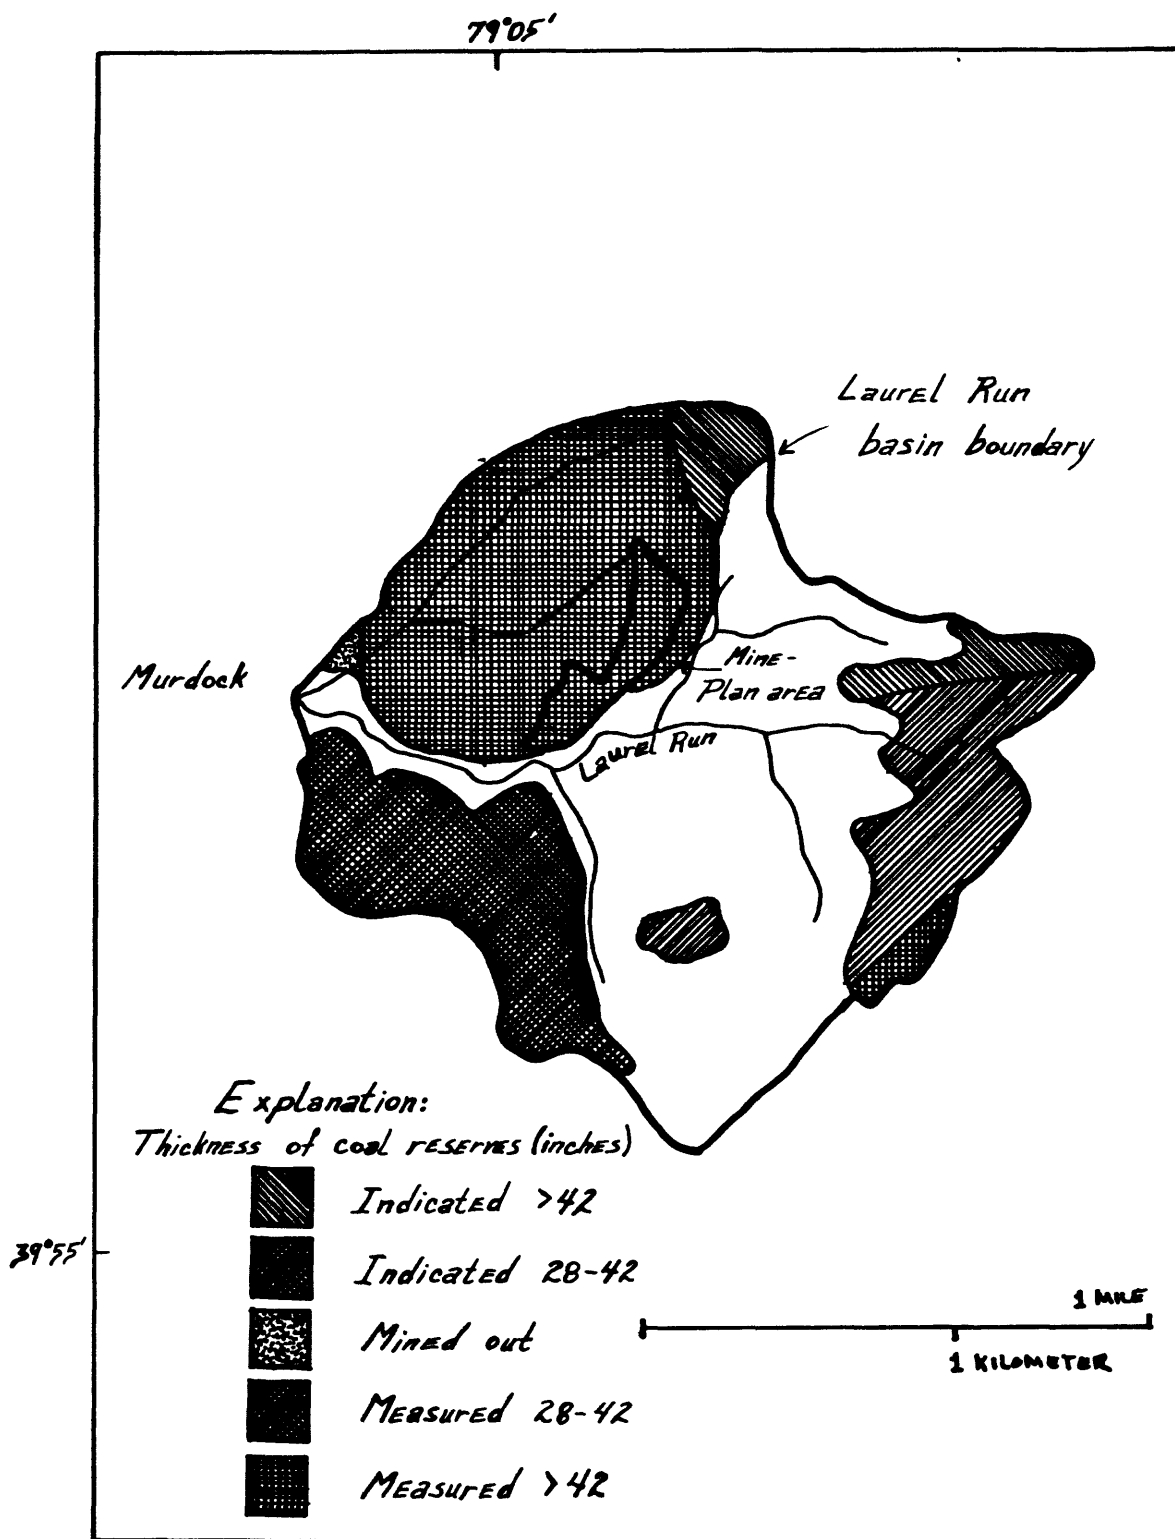 79°05'
Laurel Run
basin boundary
Murdock
Mine-
Plan area
Laurel Run
Explanation:
Thickness of coal reserves (inches)
Indicated >42
Indicated 28-42
Mined out
Measured 28-42
Measured >42
39°55'
1 MILE
1 KILOMETER